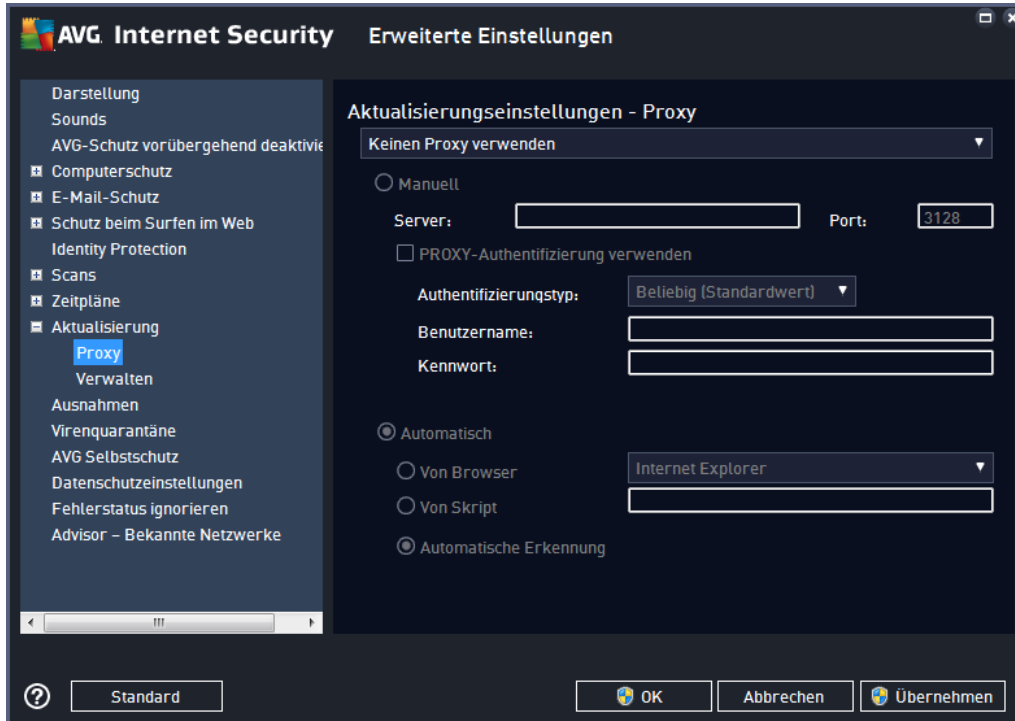 AVG Internet Security Erweiterte Einstellungen
Darstellung
Sounds
AVG-Schutz vorübergehend deaktivie
Computerschutz
E-Mail-Schutz
Schutz beim Surfen im Web
Identity Protection
Scans
Zeitpläne
Aktualisierung
Proxy
Verwalten
Ausnahmen
Virenquarantäne
AVG Selbstschutz
Datenschutzeinstellungen
Fehlerstatus ignorieren
Advisor – Bekannte Netzwerke
Aktualisierungseinstellungen - Proxy
Keinen Proxy verwenden
Manuell
Server: Port: 3128
PROXY-Authentifizierung verwenden
Authentifizierungstyp: Beliebig (Standardwert)
Benutzername:
Kennwort:
Automatisch
Von Browser Internet Explorer
Von Skript
Automatische Erkennung
? Standard OK Abbrechen Übernehmen